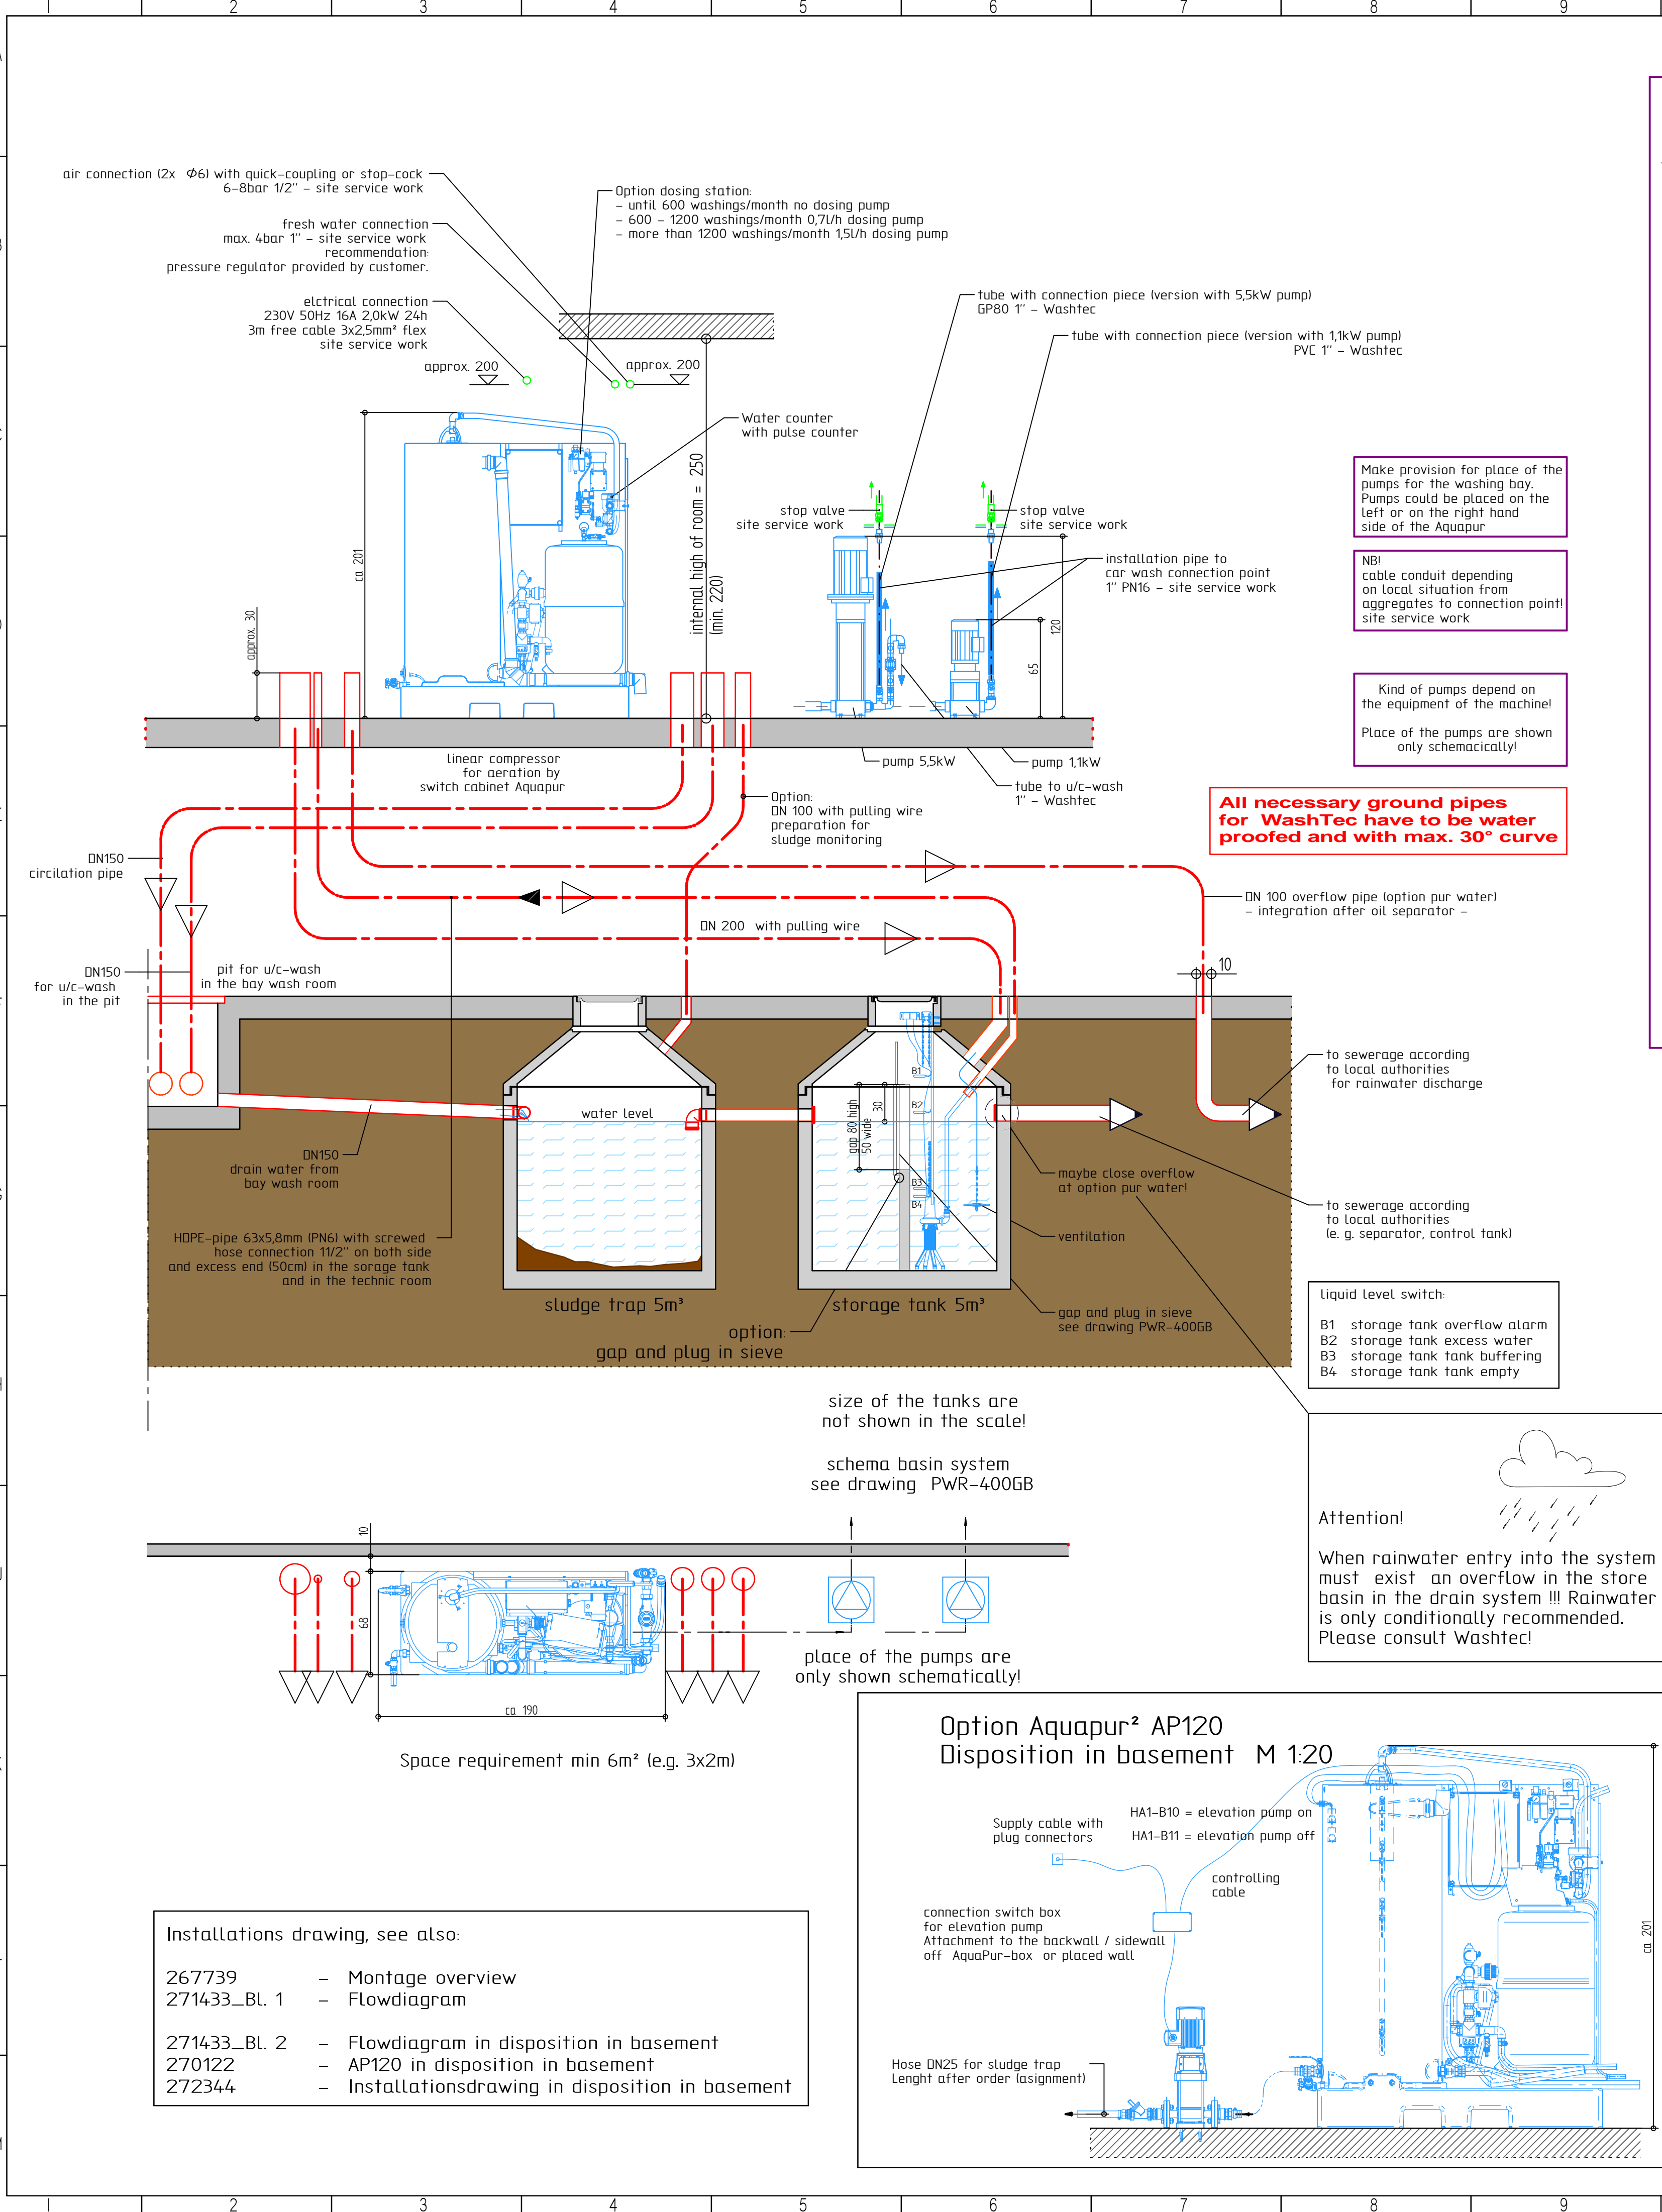 2 3 4 5 6 7 8 9
air connection (2x Φ6) with quick-coupling or stop-cock
6-8bar 1/2'' - site service work
fresh water connection
max. 4bar 1'' - site service work
recommendation:
pressure regulator provided by customer.
elctrical connection
230V 50Hz 16A 2,0kW 24h
3m free cable 3x2,5mm² flex
site service work
approx. 200
approx. 200
Option dosing station:
- until 600 washings/month no dosing pump
- 600 - 1200 washings/month 0,7l/h dosing pump
- more than 1200 washings/month 1,5l/h dosing pump
tube with connection piece (version with 5,5kW pump)
GP80 1'' - Washtec
tube with connection piece (version with 1,1kW pump)
PVC 1'' - Washtec
Water counter
with pulse counter
internal high of room = 250
(min. 220)
ca 201
approx. 30
stop valve
site service work
stop valve
site service work
installation pipe to
car wash connection point
1'' PN16 - site service work
120
65
Make provision for place of the
pumps for the washing bay.
Pumps could be placed on the
left or on the right hand
side of the Aquapur
NB!
cable conduit depending
on local situation from
aggregates to connection point!
site service work
Kind of pumps depend on
the equipment of the machine!
Place of the pumps are shown
only schemacically!
All necessary ground pipes
for WashTec have to be water
proofed and with max. 30° curve
linear compressor
for aeration by
switch cabinet Aquapur
pump 5,5kW
pump 1,1kW
tube to u/c-wash
1'' - Washtec
Option:
DN 100 with pulling wire
preparation for
sludge monitoring
DN150
circilation pipe
DN 100 overflow pipe (option pur water)
- integration after oil separator -
DN 200 with pulling wire
10
DN150
for u/c-wash
in the pit
pit for u/c-wash
in the bay wash room
to sewerage according
to local authorities
for rainwater discharge
B1
B2
B3
B4
30
gap 80 high
50 wide
water level
DN150
drain water from
bay wash room
maybe close overflow
at option pur water!
to sewerage according
to local authorities
(e. g. separator, control tank)
ventilation
HDPE-pipe 63x5,8mm (PN6) with screwed
hose connection 11/2'' on both side
and excess end (50cm) in the sorage tank
and in the technic room
sludge trap 5m³
storage tank 5m³
gap and plug in sieve
see drawing PWR-400GB
option:
gap and plug in sieve
liquid level switch:
B1 storage tank overflow alarm
B2 storage tank excess water
B3 storage tank tank buffering
B4 storage tank tank empty
size of the tanks are
not shown in the scale!
schema basin system
see drawing PWR-400GB
Attention!
When rainwater entry into the system
must exist an overflow in the store
basin in the drain system !!! Rainwater
is only conditionally recommended.
Please consult Washtec!
10
68
ca 190
place of the pumps are
only shown schematically!
Space requirement min 6m² (e.g. 3x2m)
Option Aquapur² AP120
Disposition in basement M 1:20
Supply cable with
plug connectors
HA1-B10 = elevation pump on
HA1-B11 = elevation pump off
controlling
cable
connection switch box
for elevation pump
Attachment to the backwall / sidewall
off AquaPur-box or placed wall
ca 201
Hose DN25 for sludge trap
Lenght after order (asignment)
Installations drawing, see also:
267739 - Montage overview
271433_Bl. 1 - Flowdiagram
271433_Bl. 2 - Flowdiagram in disposition in basement
270122 - AP120 in disposition in basement
272344 - Installationsdrawing in disposition in basement
2 3 4 5 6 7 8 9